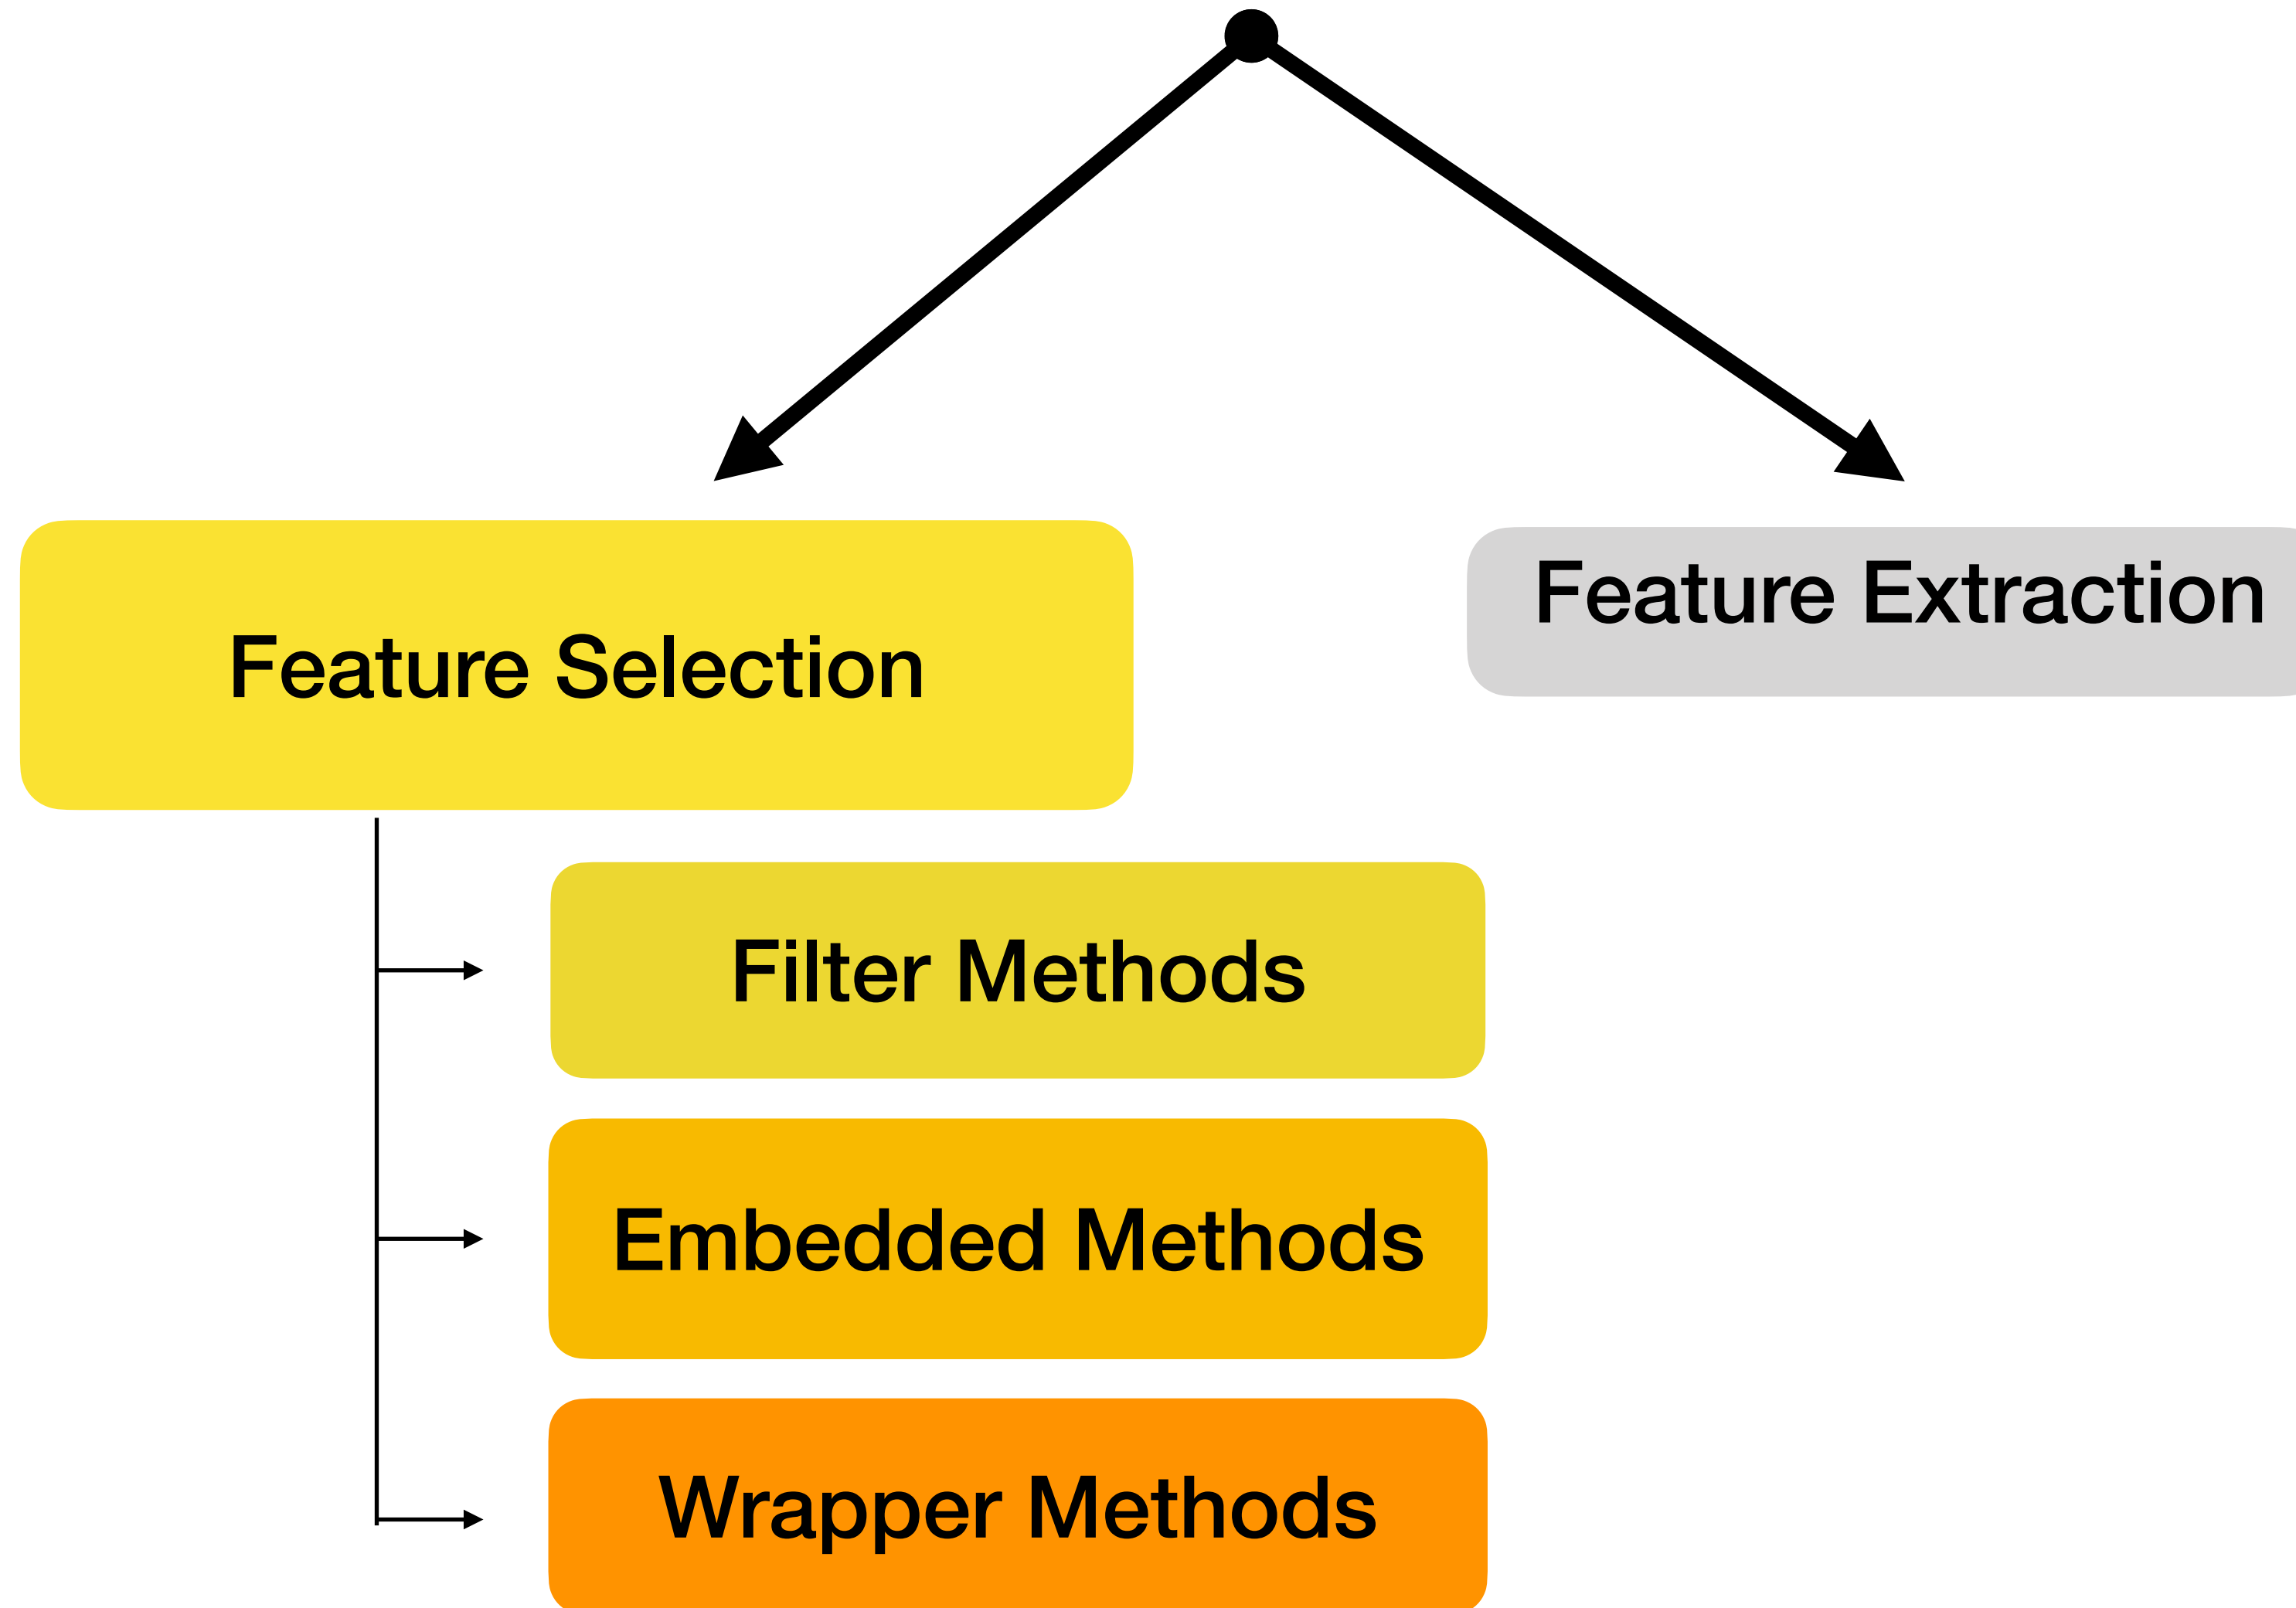 Feature Selection
Feature Extraction
Filter Methods
Embedded Methods
Wrapper Methods